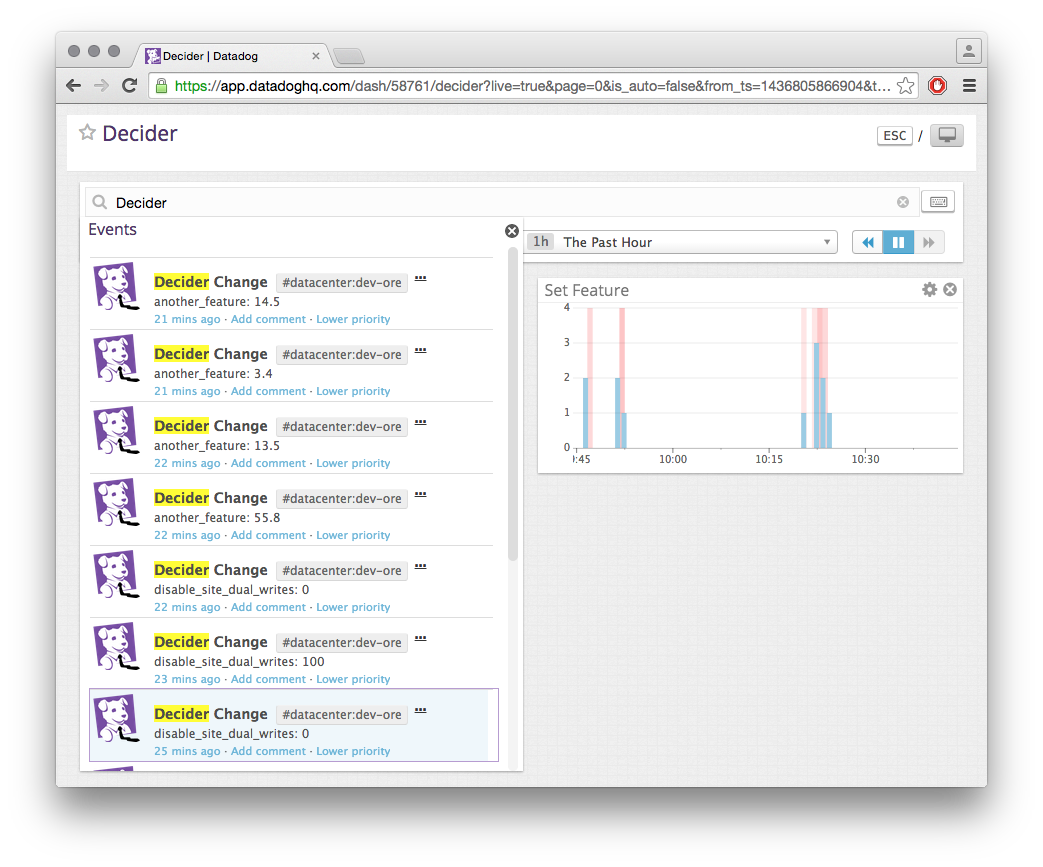 Decider | Datadog
https://app.datadoghq.com/dash/58761/decider?live=true&page=0&is_auto=false&from_ts=1436805866904&t...
Decider
ESC /
Decider
Events
1h The Past Hour
Decider Change #datacenter:dev-ore
another_feature: 14.5
21 mins ago · Add comment · Lower priority
Decider Change #datacenter:dev-ore
another_feature: 3.4
21 mins ago · Add comment · Lower priority
Decider Change #datacenter:dev-ore
another_feature: 13.5
22 mins ago · Add comment · Lower priority
Decider Change #datacenter:dev-ore
another_feature: 55.8
22 mins ago · Add comment · Lower priority
Decider Change #datacenter:dev-ore
disable_site_dual_writes: 0
22 mins ago · Add comment · Lower priority
Decider Change #datacenter:dev-ore
disable_site_dual_writes: 100
23 mins ago · Add comment · Lower priority
Decider Change #datacenter:dev-ore
disable_site_dual_writes: 0
25 mins ago · Add comment · Lower priority
Set Feature
4
3
2
1
0
:45 10:00 10:15 10:30